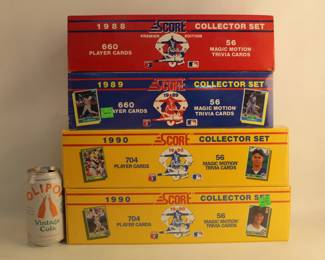 1988 SCORE COLLECTOR SET
PREMIER EDITION
660 PLAYER CARDS
56 MAGIC MOTION TRIVIA CARDS
1989 SCORE COLLECTOR SET
660 PLAYER CARDS
56 MAGIC MOTION TRIVIA CARDS
1990 SCORE COLLECTOR SET
704 PLAYER CARDS
56 MAGIC MOTION TRIVIA CARDS
1990 SCORE COLLECTOR SET
704 PLAYER CARDS
56 MAGIC MOTION TRIVIA CARDS
OLIPOP
Vintage
Cola